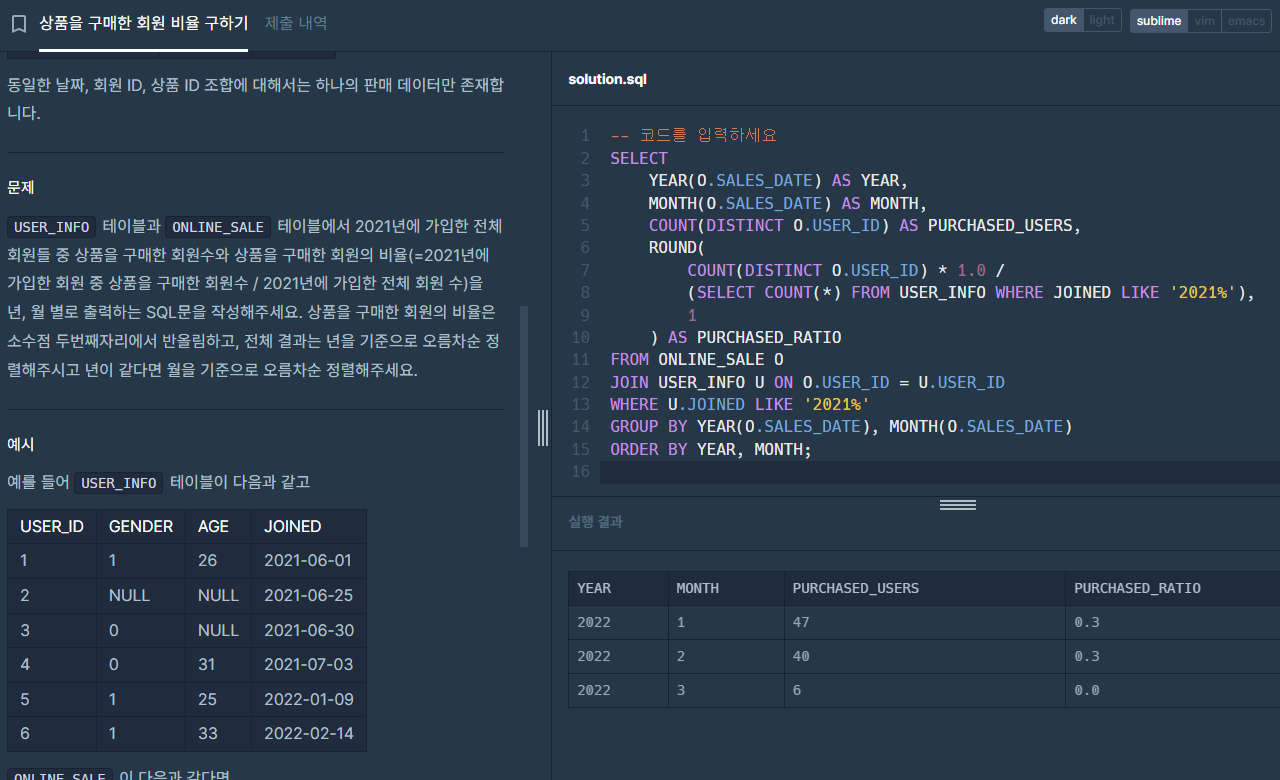 상품을 구매한 회원 비율 구하기 제출 내역
dark light sublime vim emacs
동일한 날짜, 회원 ID, 상품 ID 조합에 대해서는 하나의 판매 데이터만 존재합
니다.
문제
USER_INFO 테이블과 ONLINE_SALE 테이블에서 2021년에 가입한 전체
회원들 중 상품을 구매한 회원수와 상품을 구매한 회원의 비율(=2021년에
가입한 회원 중 상품을 구매한 회원수 / 2021년에 가입한 전체 회원 수)을
년, 월 별로 출력하는 SQL문을 작성해주세요. 상품을 구매한 회원의 비율은
소수점 두번째자리에서 반올림하고, 전체 결과는 년을 기준으로 오름차순 정
렬해주시고 년이 같다면 월을 기준으로 오름차순 정렬해주세요.
예시
예를 들어 USER_INFO 테이블이 다음과 같고
USER_ID GENDER AGE JOINED
1 1 26 2021-06-01
2 NULL NULL 2021-06-25
3 0 NULL 2021-06-30
4 0 31 2021-07-03
5 1 25 2022-01-09
6 1 33 2022-02-14
ONLINE_SALE 이 다음과 같다면
solution.sql
1 -- 코드를 입력하세요
2 SELECT
3 YEAR(O.SALES_DATE) AS YEAR,
4 MONTH(O.SALES_DATE) AS MONTH,
5 COUNT(DISTINCT O.USER_ID) AS PURCHASED_USERS,
6 ROUND(
7 COUNT(DISTINCT O.USER_ID) * 1.0 /
8 (SELECT COUNT(*) FROM USER_INFO WHERE JOINED LIKE '2021%'),
9 1
10 ) AS PURCHASED_RATIO
11 FROM ONLINE_SALE O
12 JOIN USER_INFO U ON O.USER_ID = U.USER_ID
13 WHERE U.JOINED LIKE '2021%'
14 GROUP BY YEAR(O.SALES_DATE), MONTH(O.SALES_DATE)
15 ORDER BY YEAR, MONTH;
16
실행 결과
YEAR MONTH PURCHASED_USERS PURCHASED_RATIO
2022 1 47 0.3
2022 2 40 0.3
2022 3 6 0.0